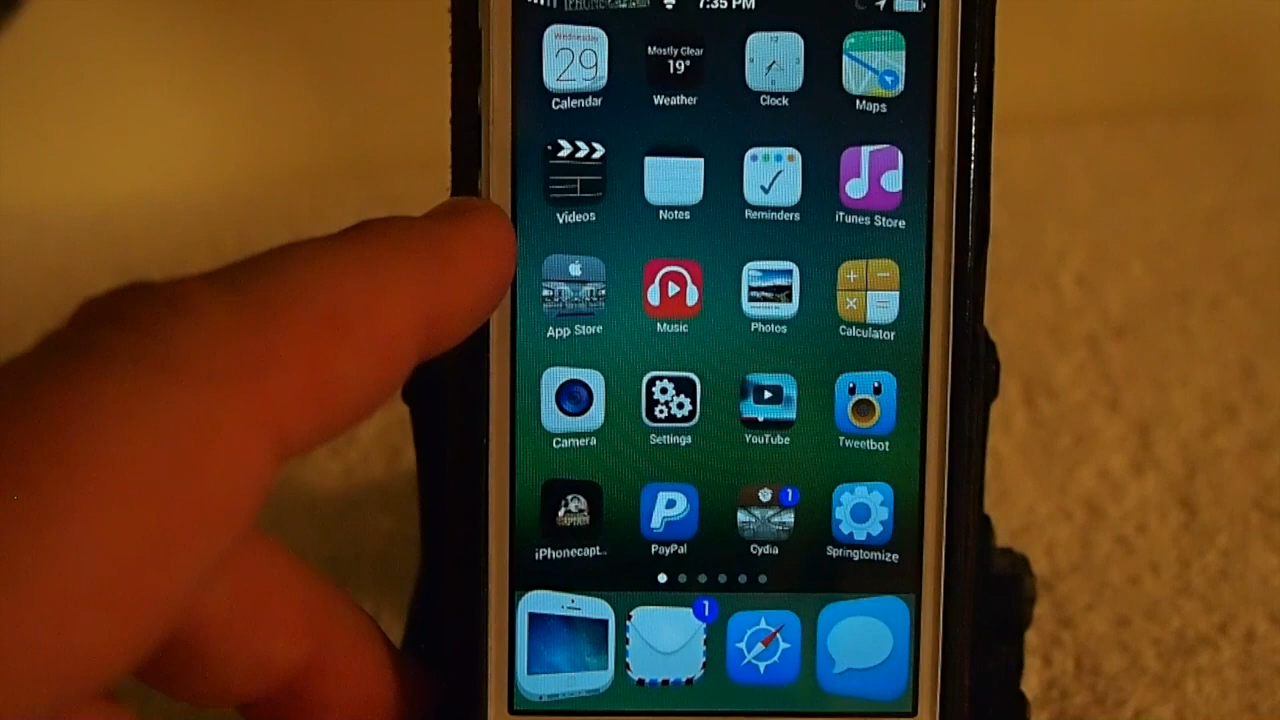 7:35 PM
Wednesday
29
Mostly Clear
19°
12
Calendar
Weather
Clock
Maps
Videos
Notes
Reminders
iTunes Store
App Store
Music
Photos
Calculator
Camera
Settings
YouTube
Tweetbot
1
iPhonecapt..
PayPal
Cydia
Springtomize
1